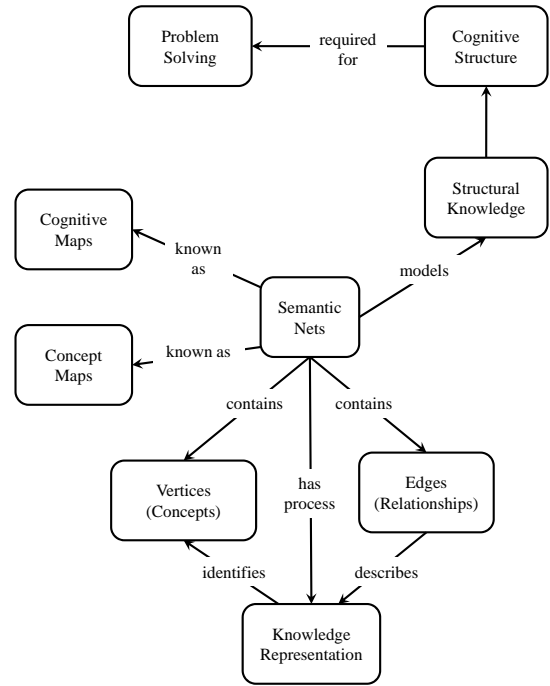 Problem
Solving
required
for
Cognitive
Structure
Structural
Knowledge
Cognitive
Maps
known
as
models
Semantic
Nets
Concept
Maps
known as
contains
contains
Vertices
(Concepts)
has
process
Edges
(Relationships)
identifies
describes
Knowledge
Representation